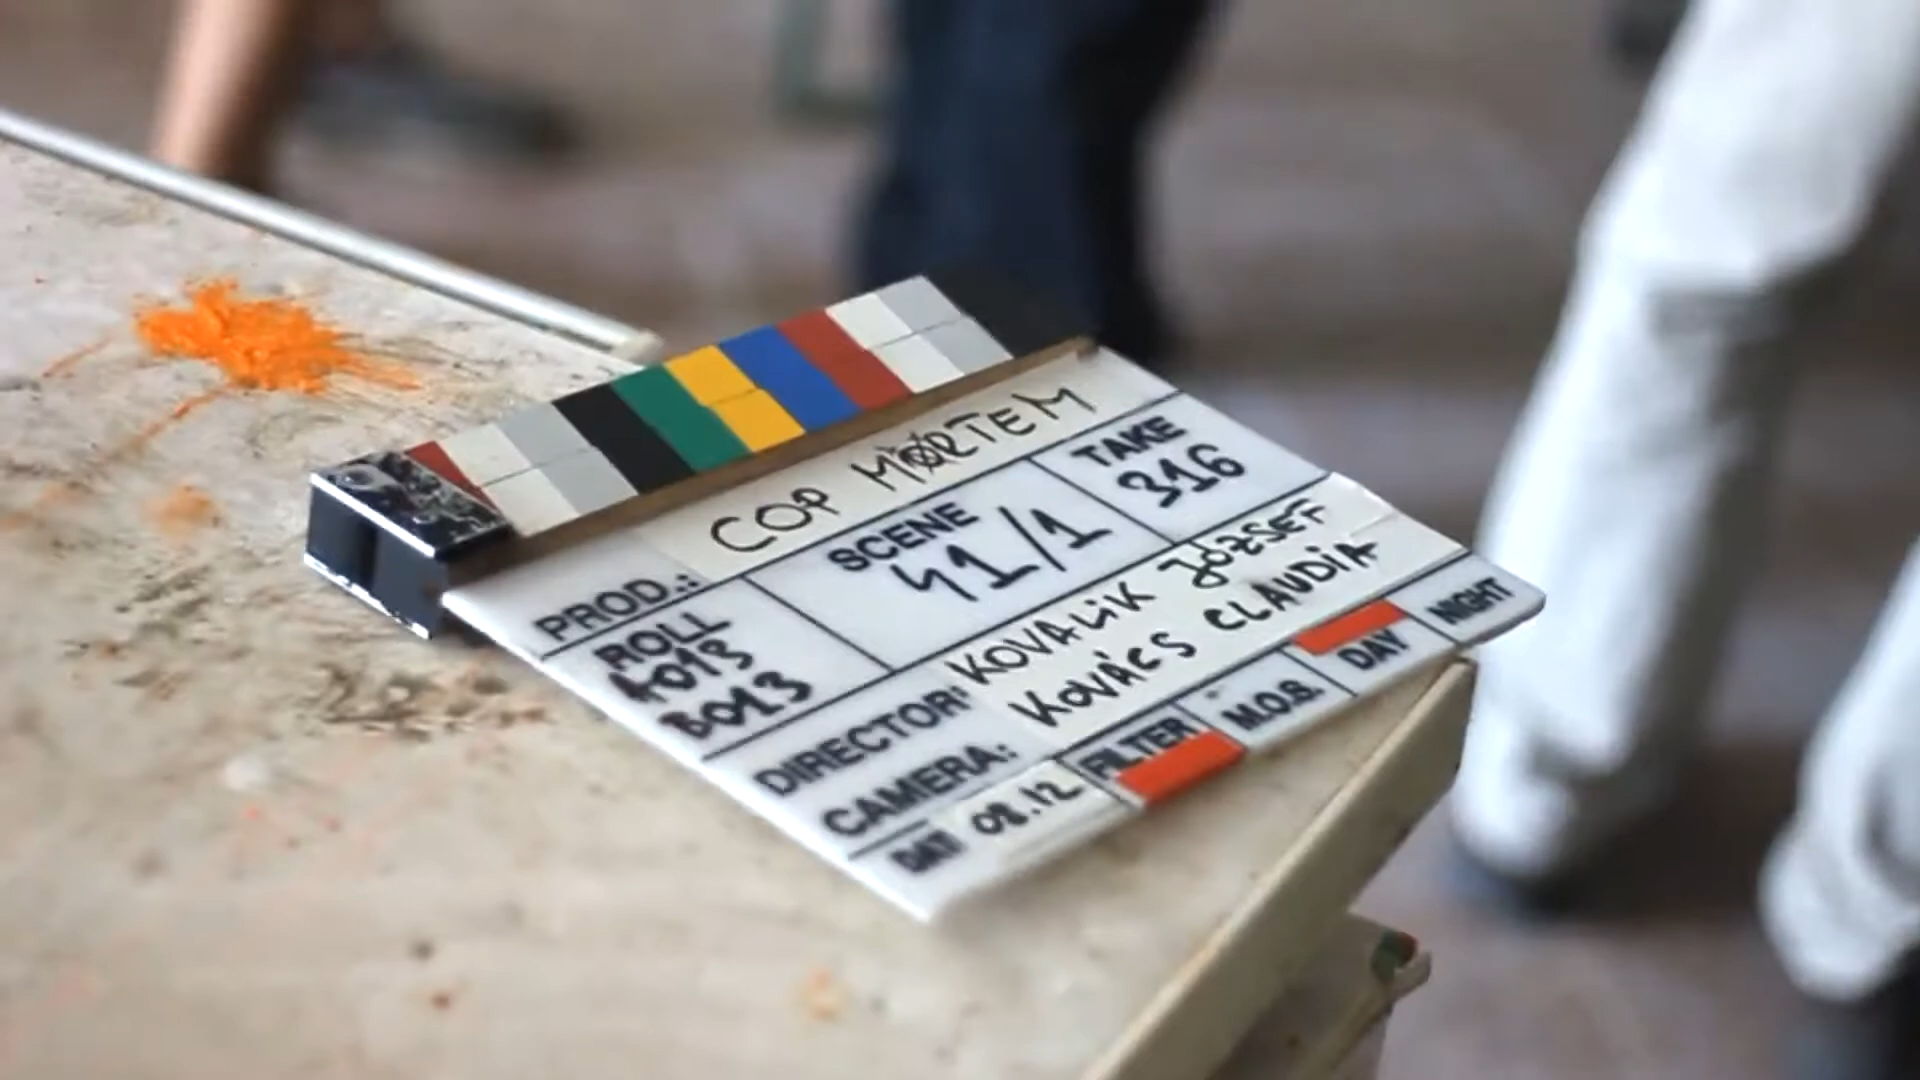 PROD.: COP MORTEM
ROLL
A013
B013
SCENE
41/1
TAKE
316
DIRECTOR: KOVALIK JÓZSEF
CAMERA: KOVÁCS CLAUDIA
DAT 08.12
FILTER
M.O.S.
DAY
NIGHT